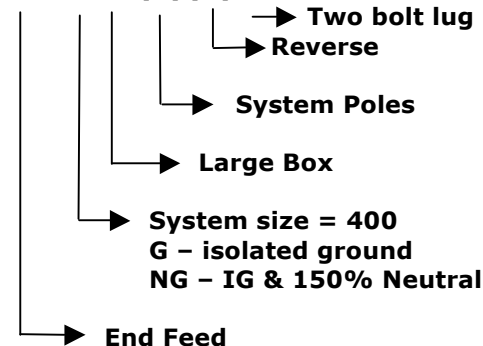 Two bolt lug
Reverse
System Poles
Large Box
System size = 400
G – isolated ground
NG – IG & 150% Neutral
End Feed